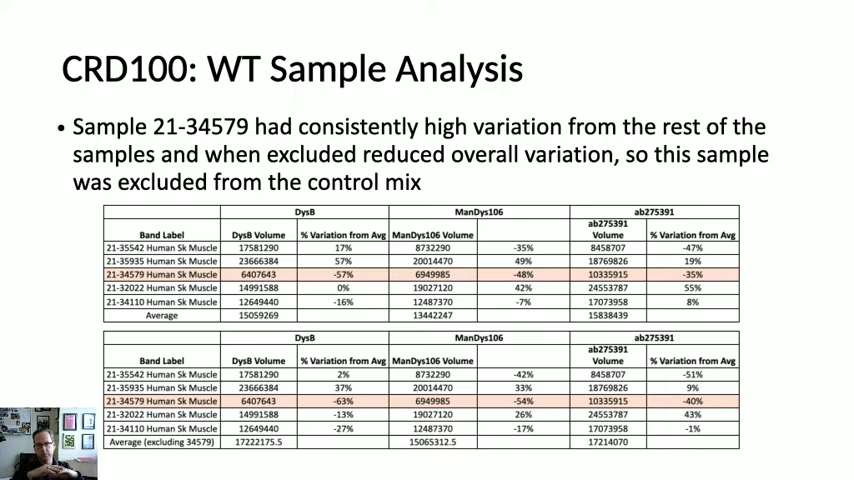 CRD100: WT Sample Analysis
• Sample 21-34579 had consistently high variation from the rest of the
samples and when excluded reduced overall variation, so this sample
was excluded from the control mix
DysB ManDys106 ab275391
Band Label DysB Volume % Variation from Avg ManDys106 Volume ab275391 Volume % Variation from Avg
21-35542 Human Sk Muscle 17581290 17% 8732290 -35% 8458707 -47%
21-35935 Human Sk Muscle 23666384 57% 20014470 49% 18769826 19%
21-34579 Human Sk Muscle 6407643 -57% 6949985 -48% 10335915 -35%
21-32022 Human Sk Muscle 14991588 0% 19027120 42% 24553787 55%
21-34110 Human Sk Muscle 12649440 -16% 12487370 -7% 17073958 8%
Average 15059269 13442247 15838439
DysB ManDys106 ab275391
Band Label DysB Volume % Variation from Avg ManDys106 Volume ab275391 Volume % Variation from Avg
21-35542 Human Sk Muscle 17581290 2% 8732290 -42% 8458707 -51%
21-35935 Human Sk Muscle 23666384 37% 20014470 33% 18769826 9%
21-34579 Human Sk Muscle 6407643 -63% 6949985 -54% 10335915 -40%
21-32022 Human Sk Muscle 14991588 -13% 19027120 26% 24553787 43%
21-34110 Human Sk Muscle 12649440 -27% 12487370 -17% 17073958 -1%
Average (excluding 34579) 17222175.5 15065312.5 17214070